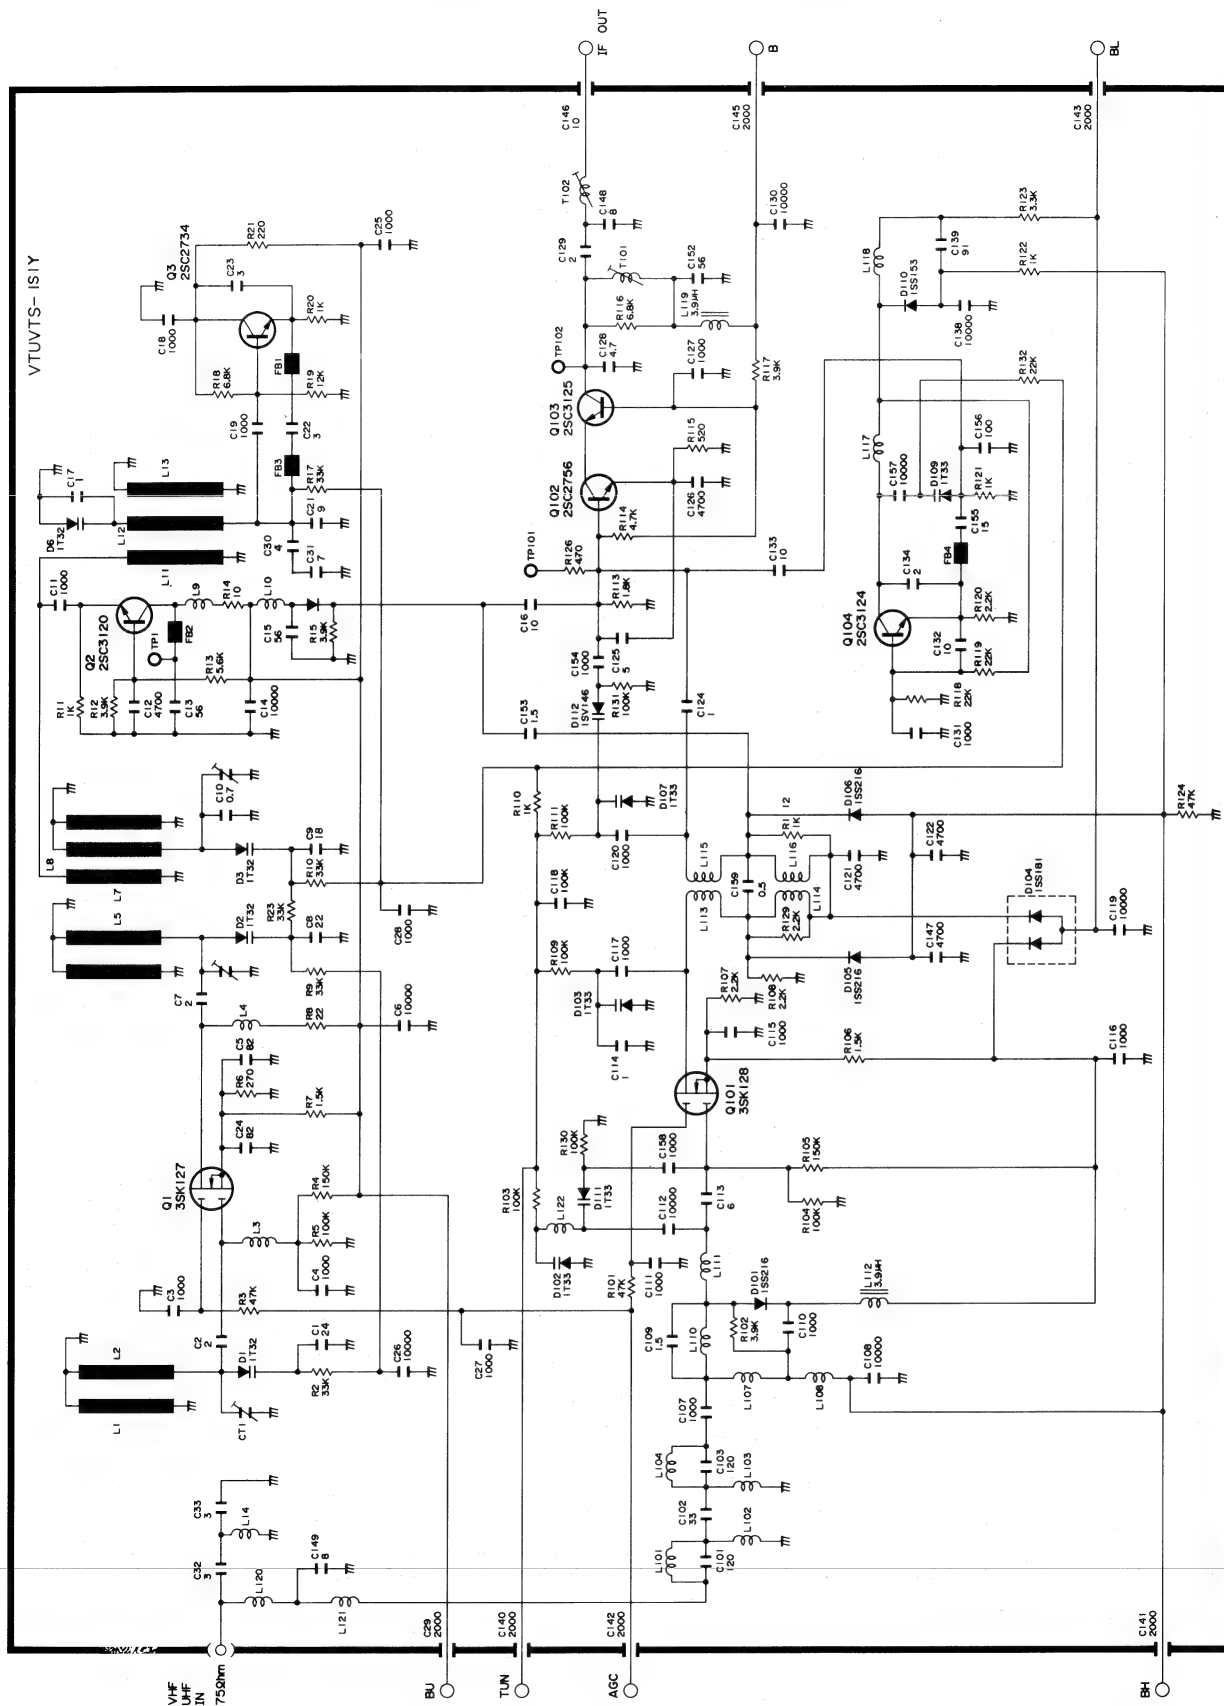 VTUVTS-1S1Y
VHF
UHF
IN
75Ωhm
L1
L2
CT1
C3
1000
C2
2
R3
47K
D1
1T32
C1
24
R2
33K
C26
10000
C27
1000
C32
3
C33
3
L14
L120
C149
8
L121
C29
2000
BU
C140
2000
TUN
C142
2000
AGC
C141
2000
BH
Q1
3SK127
L3
C4
1000
R5
100K
R4
150K
C24
82
R7
1.5K
R6
270
C5
82
L4
R8
22
C6
10000
C7
2
R9
33K
C8
22
D2
1T32
R23
33K
D3
1T32
R10
33K
C9
18
C28
1000
L5
L7
L8
C10
0.7
R11
1K
R12
3.9K
C12
4700
C13
56
C14
10000
R13
5.6K
Q2
2SC3120
TP1
FB2
C11
1000
L9
R14
10
L10
C15
56
R15
3.9K
L11
L12
L13
D6
1T32
C17
1
C30
4
C31
7
C21
9
R17
33K
FB3
C22
3
C19
1000
R18
6.8K
R19
12K
FB1
C18
1000
R20
1K
Q3
2SC2734
C23
3
R21
220
C25
1000
L101
C101
120
L102
C102
33
L103
L104
C103
120
C107
1000
L107
L108
C108
10000
L110
C109
1.5
R102
3.9K
D101
1SS216
C110
1000
L112
3.9μH
L111
C111
1000
R101
47K
D102
1T33
L122
C112
10000
C113
6
D111
1T33
R103
100K
R130
100K
C158
1000
R104
100K
R105
150K
Q101
3SK128
C114
1
D103
1T33
C117
1000
R109
100K
C118
100K
C115
1000
R107
2.2K
R108
2.2K
R106
1.5K
C116
1000
L113
L115
C159
0.5
R129
2.2K
L114
L116
R1 12
1K
D105
1SS216
D106
1SS216
C121
4700
C147
4700
C122
4700
D104
1SS181
C119
10000
R124
47K
R110
1K
R111
100K
C120
1000
D107
1T33
D112
1SV146
R131
100K
C154
1000
C125
5
R113
1.8K
C153
1.5
C124
1
C16
10
TP101
R126
470
R114
4.7K
C133
10
Q102
2SC2756
C126
4700
R115
520
Q103
2SC3125
TP102
C128
4.7
R116
6.8K
C127
1000
L119
3.9μH
R117
3.9K
T101
C152
56
C129
2
C148
8
T102
C130
10000
C146
10
IF OUT
C145
2000
B
C143
2000
BL
Q104
2SC3124
C131
1000
R118
22K
R119
22K
C132
10
R120
2.2K
C134
2
FB4
C155
15
R121
1K
D109
1T33
C157
10000
C156
100
L117
L118
R132
22K
D110
1SS153
C138
10000
C139
91
R122
1K
R123
3.3K